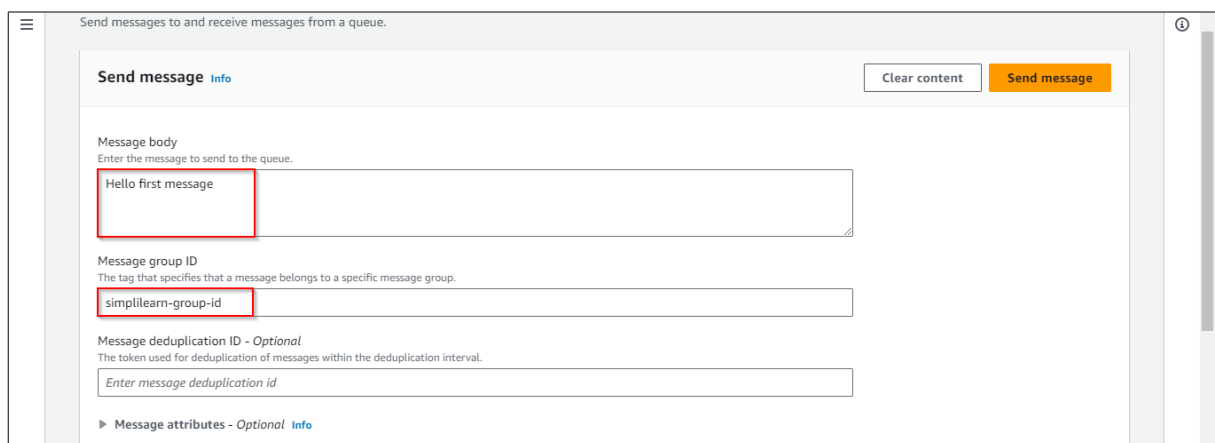 Send messages to and receive messages from a queue.
Send message Info
Clear content
Send message
Message body
Enter the message to send to the queue.
Hello first message
Message group ID
The tag that specifies that a message belongs to a specific message group.
simplilearn-group-id
Message deduplication ID - Optional
The token used for deduplication of messages within the deduplication interval.
Enter message deduplication id
Message attributes - Optional Info